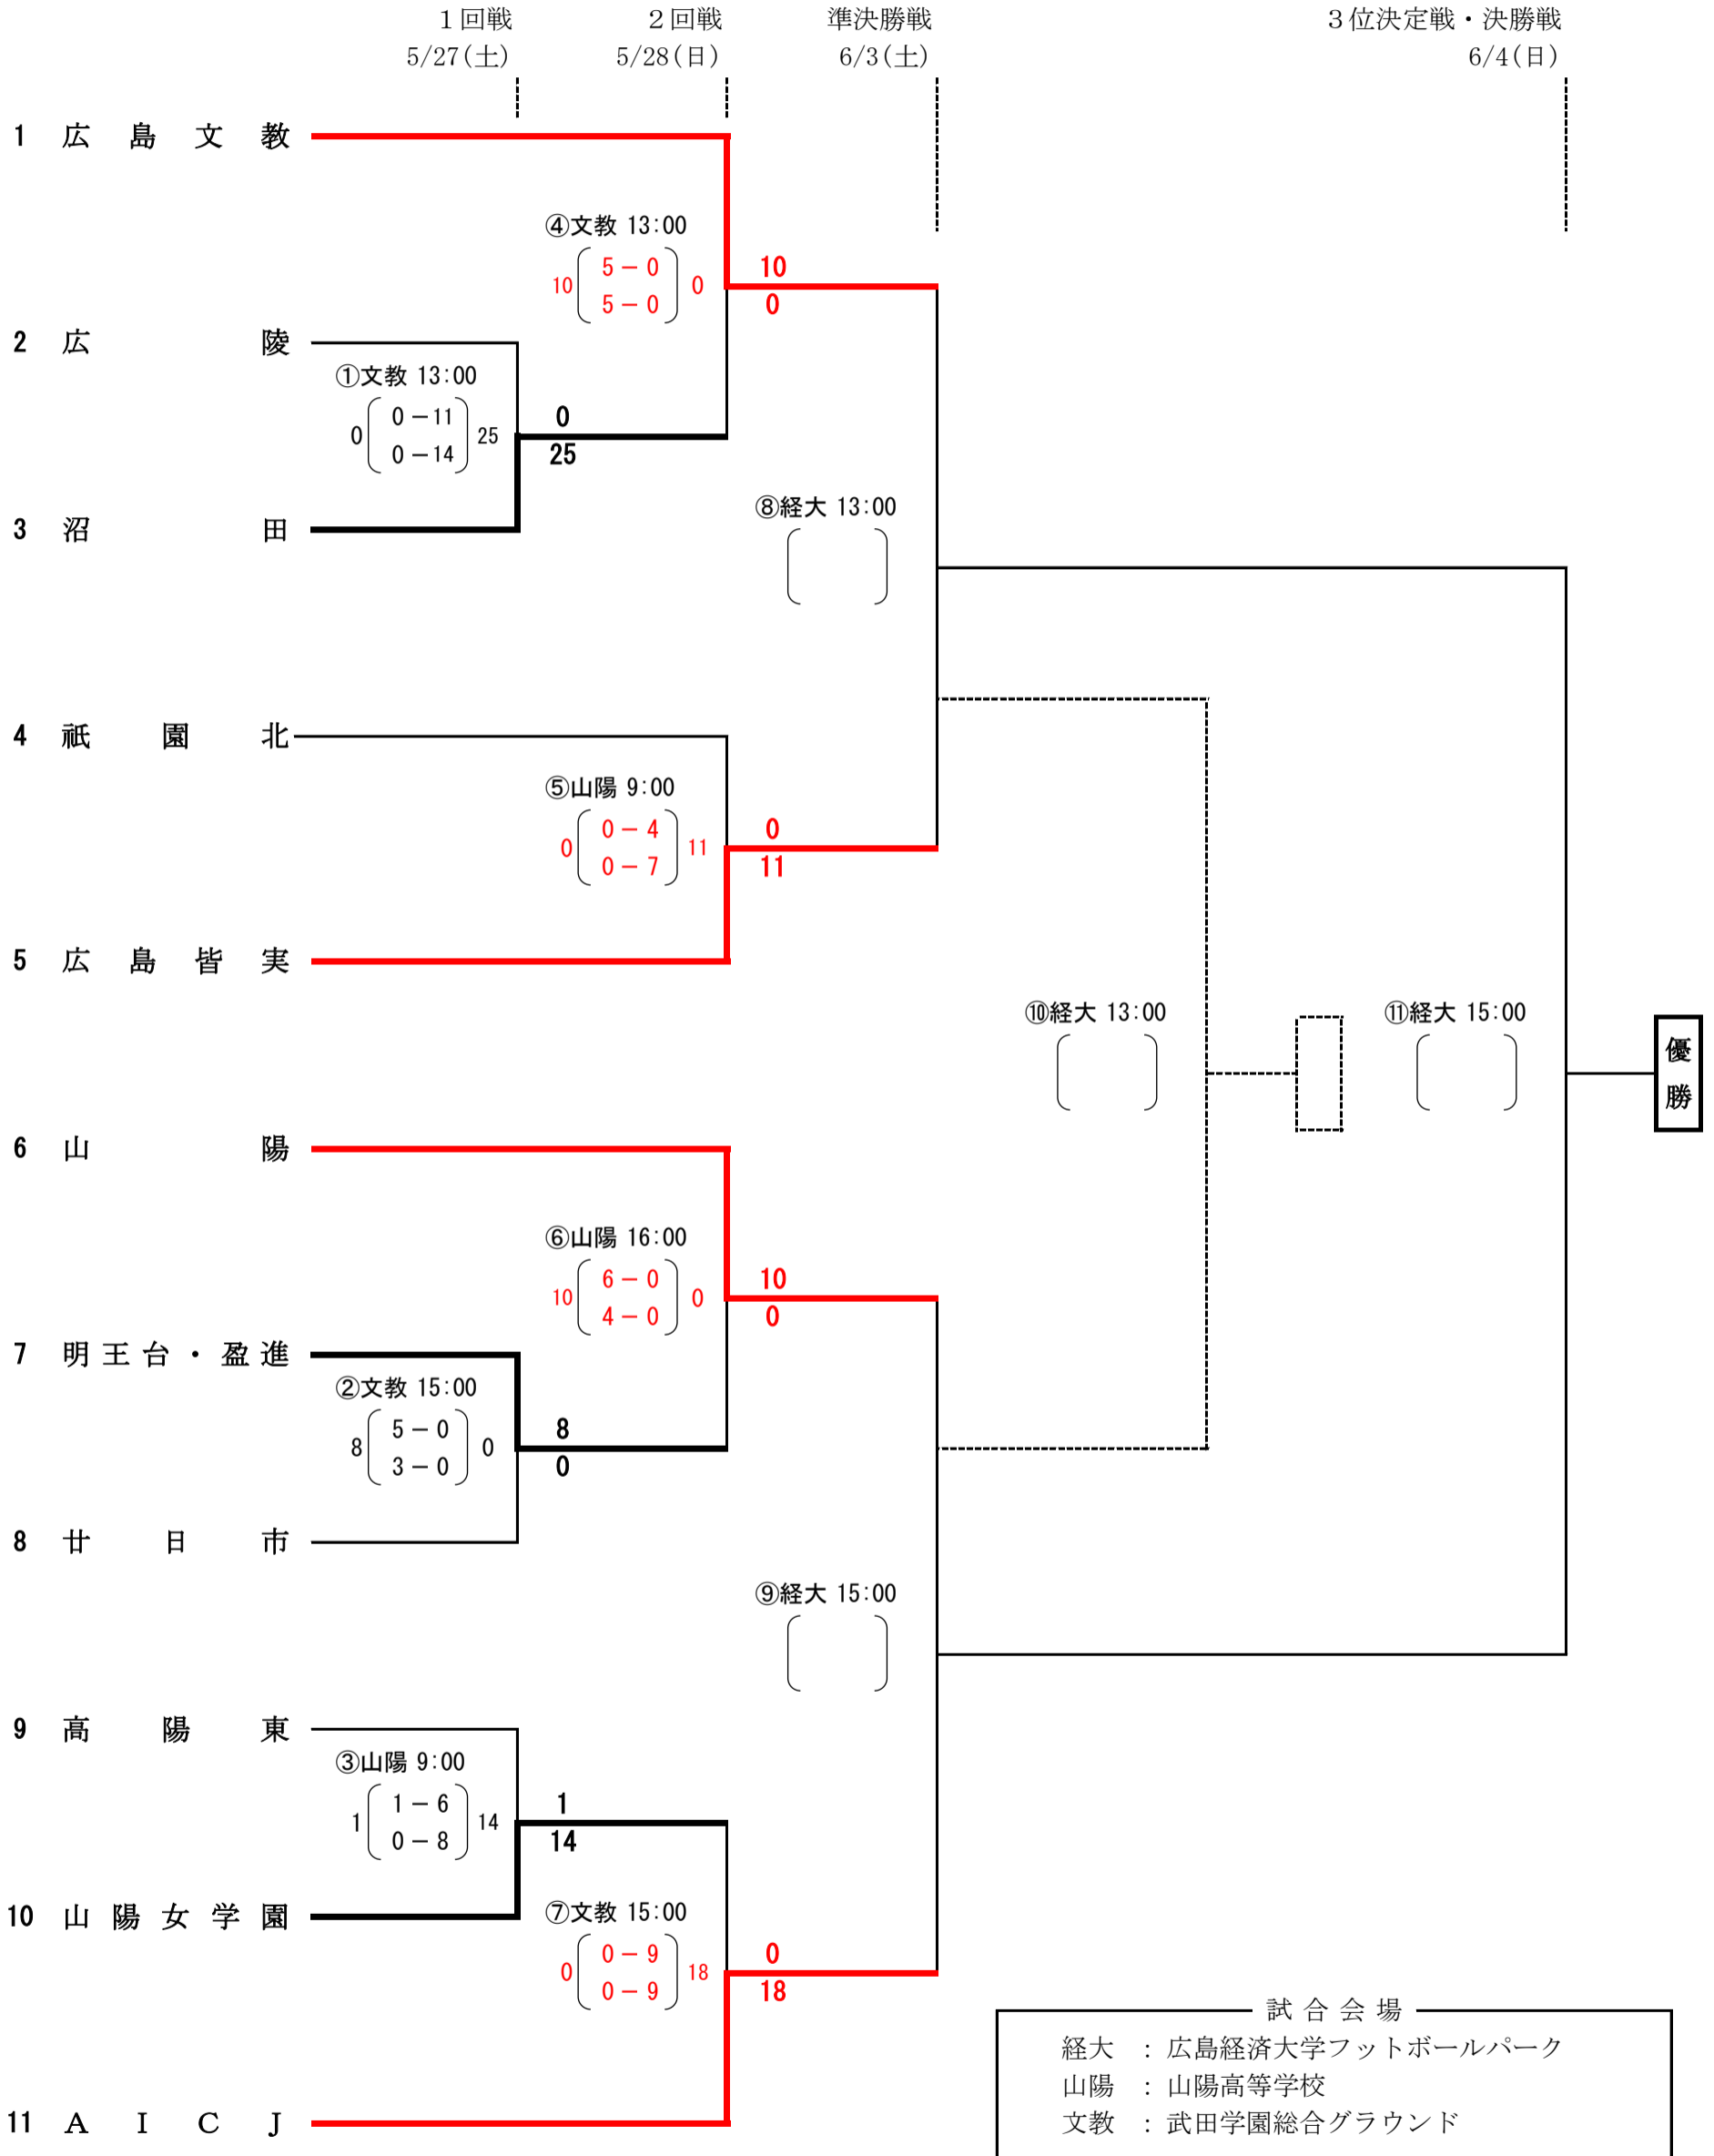 １回戦 ２回戦 準決勝戦 ３位決定戦・決勝戦
5/27(土) 5/28(日) 6/3(土) 6/4(日)
1 広島文教
④文教 13:00
10 5－0 0
5－0
10
0
2 広陵
①文教 13:00
0 0－11 25
0－14
0
25
3 沼田
⑧経大 13:00
4 祇園北
⑤山陽 9:00
0 0－4 11
0－7
0
11
5 広島皆実
⑩経大 13:00
⑪経大 15:00
優勝
6 山陽
⑥山陽 16:00
10 6－0 0
4－0
10
0
7 明王台・盈進
②文教 15:00
8 5－0 0
3－0
8
0
8 廿日市
⑨経大 15:00
9 高陽東
③山陽 9:00
1 1－6 14
0－8
1
14
10 山陽女学園
⑦文教 15:00
0 0－9 18
0－9
0
18
11 ＡＩＣＪ
試合会場
経大 ：広島経済大学フットボールパーク
山陽 ：山陽高等学校
文教 ：武田学園総合グラウンド